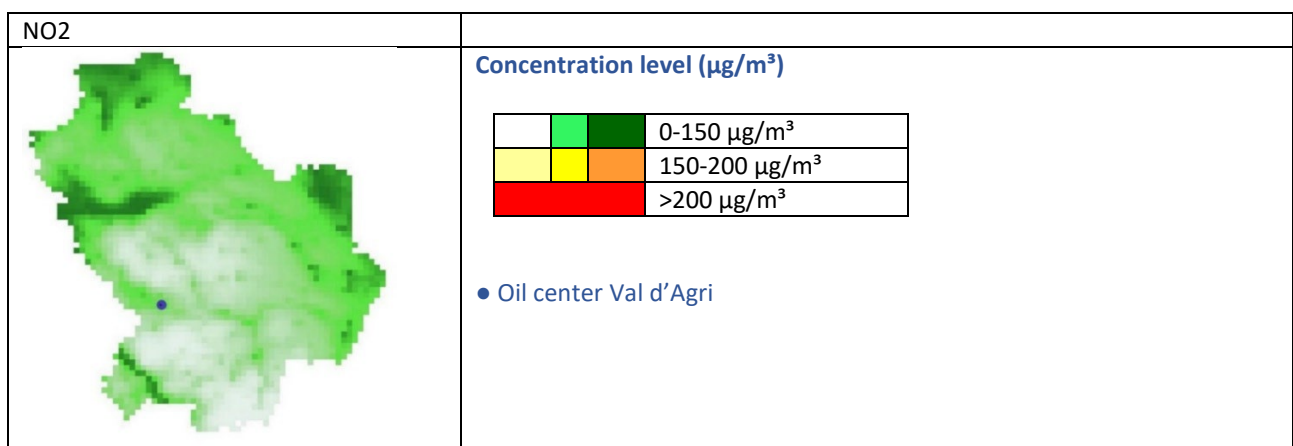 NO2
Concentration level (µg/m³)
0-150 µg/m³
150-200 µg/m³
>200 µg/m³
● Oil center Val d’Agri